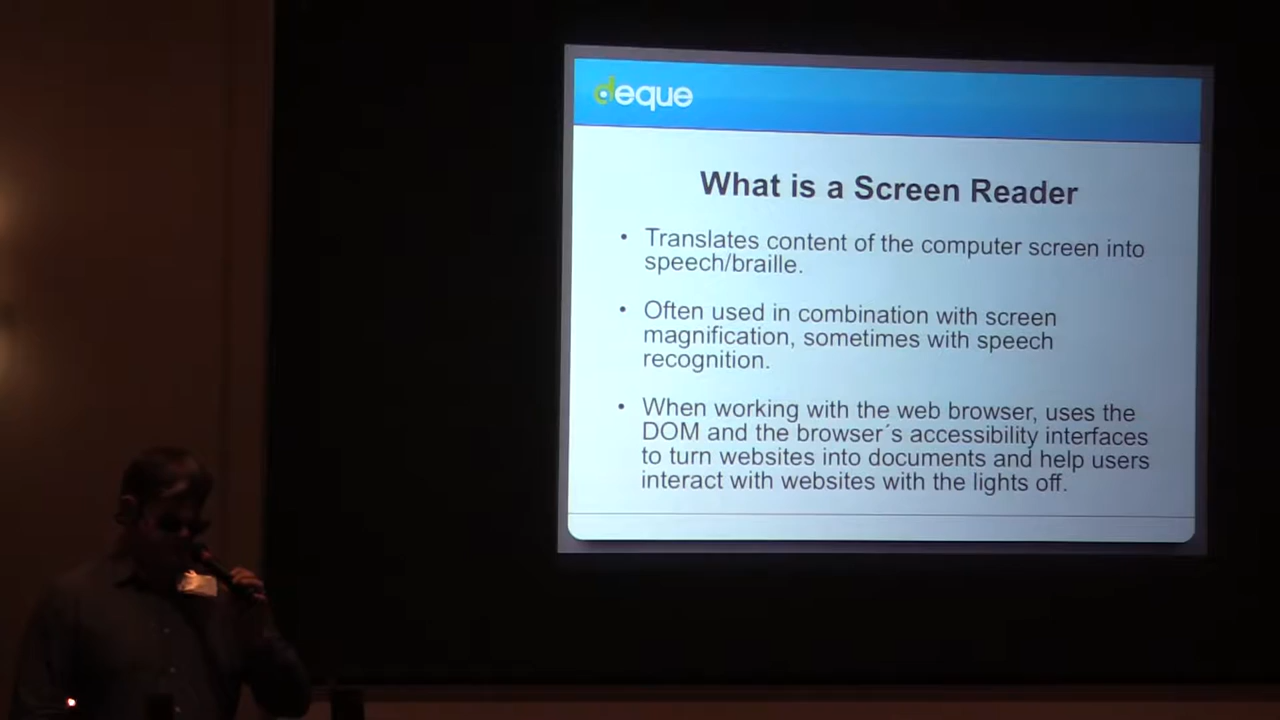 deque
What is a Screen Reader
• Translates content of the computer screen into
speech/braille.
• Often used in combination with screen
magnification, sometimes with speech
recognition.
• When working with the web browser, uses the
DOM and the browser´s accessibility interfaces
to turn websites into documents and help users
interact with websites with the lights off.